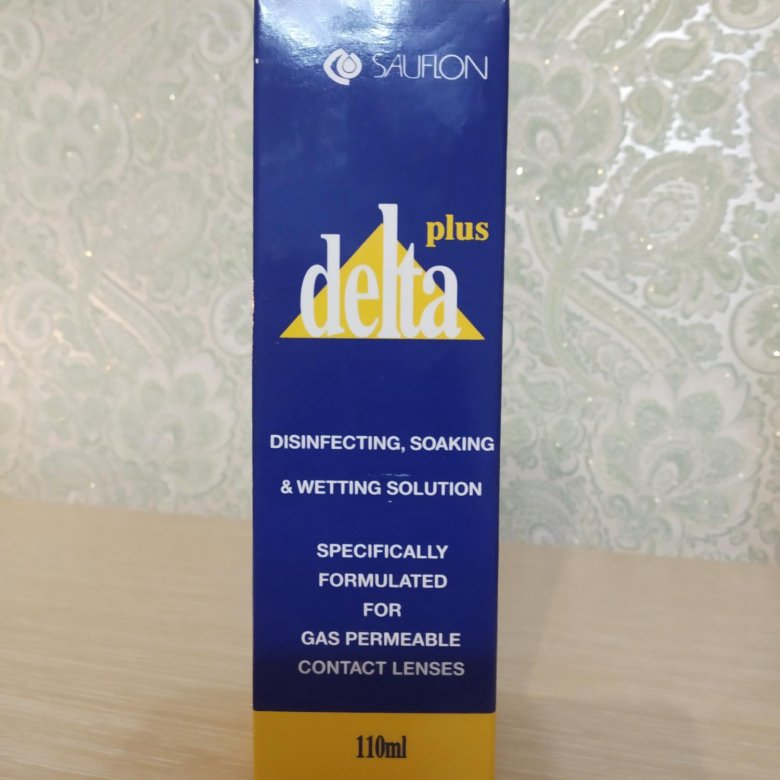 SAUFLON
plus
delta
DISINFECTING, SOAKING
& WETTING SOLUTION
SPECIFICALLY
FORMULATED
FOR
GAS PERMEABLE
CONTACT LENSES
110ml